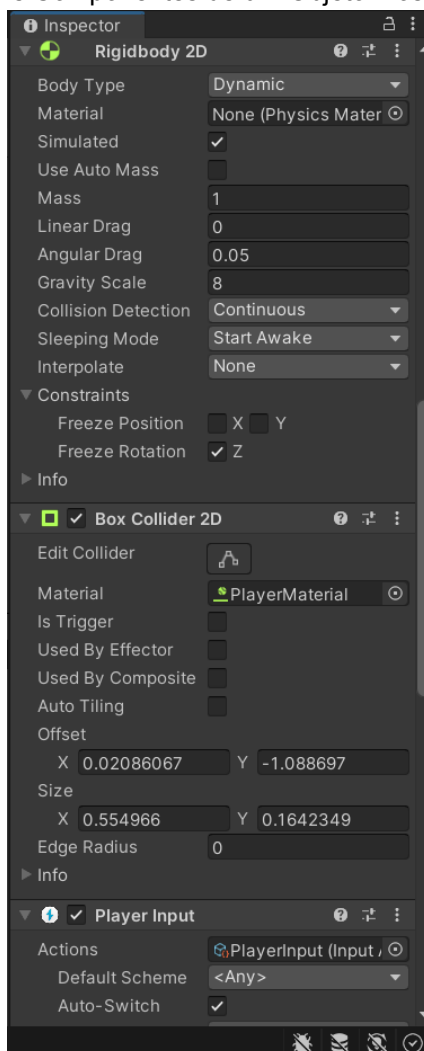 Inspector
Rigidbody 2D
Body Type Dynamic
Material None (Physics Mater
Simulated
Use Auto Mass
Mass 1
Linear Drag 0
Angular Drag 0.05
Gravity Scale 8
Collision Detection Continuous
Sleeping Mode Start Awake
Interpolate None
Constraints
Freeze Position X Y
Freeze Rotation Z
Info
Box Collider 2D
Edit Collider
Material PlayerMaterial
Is Trigger
Used By Effector
Used By Composite
Auto Tiling
Offset
X 0.02086067 Y -1.088697
Size
X 0.554966 Y 0.1642349
Edge Radius 0
Info
Player Input
Actions PlayerInput (Input
Default Scheme <Any>
Auto-Switch